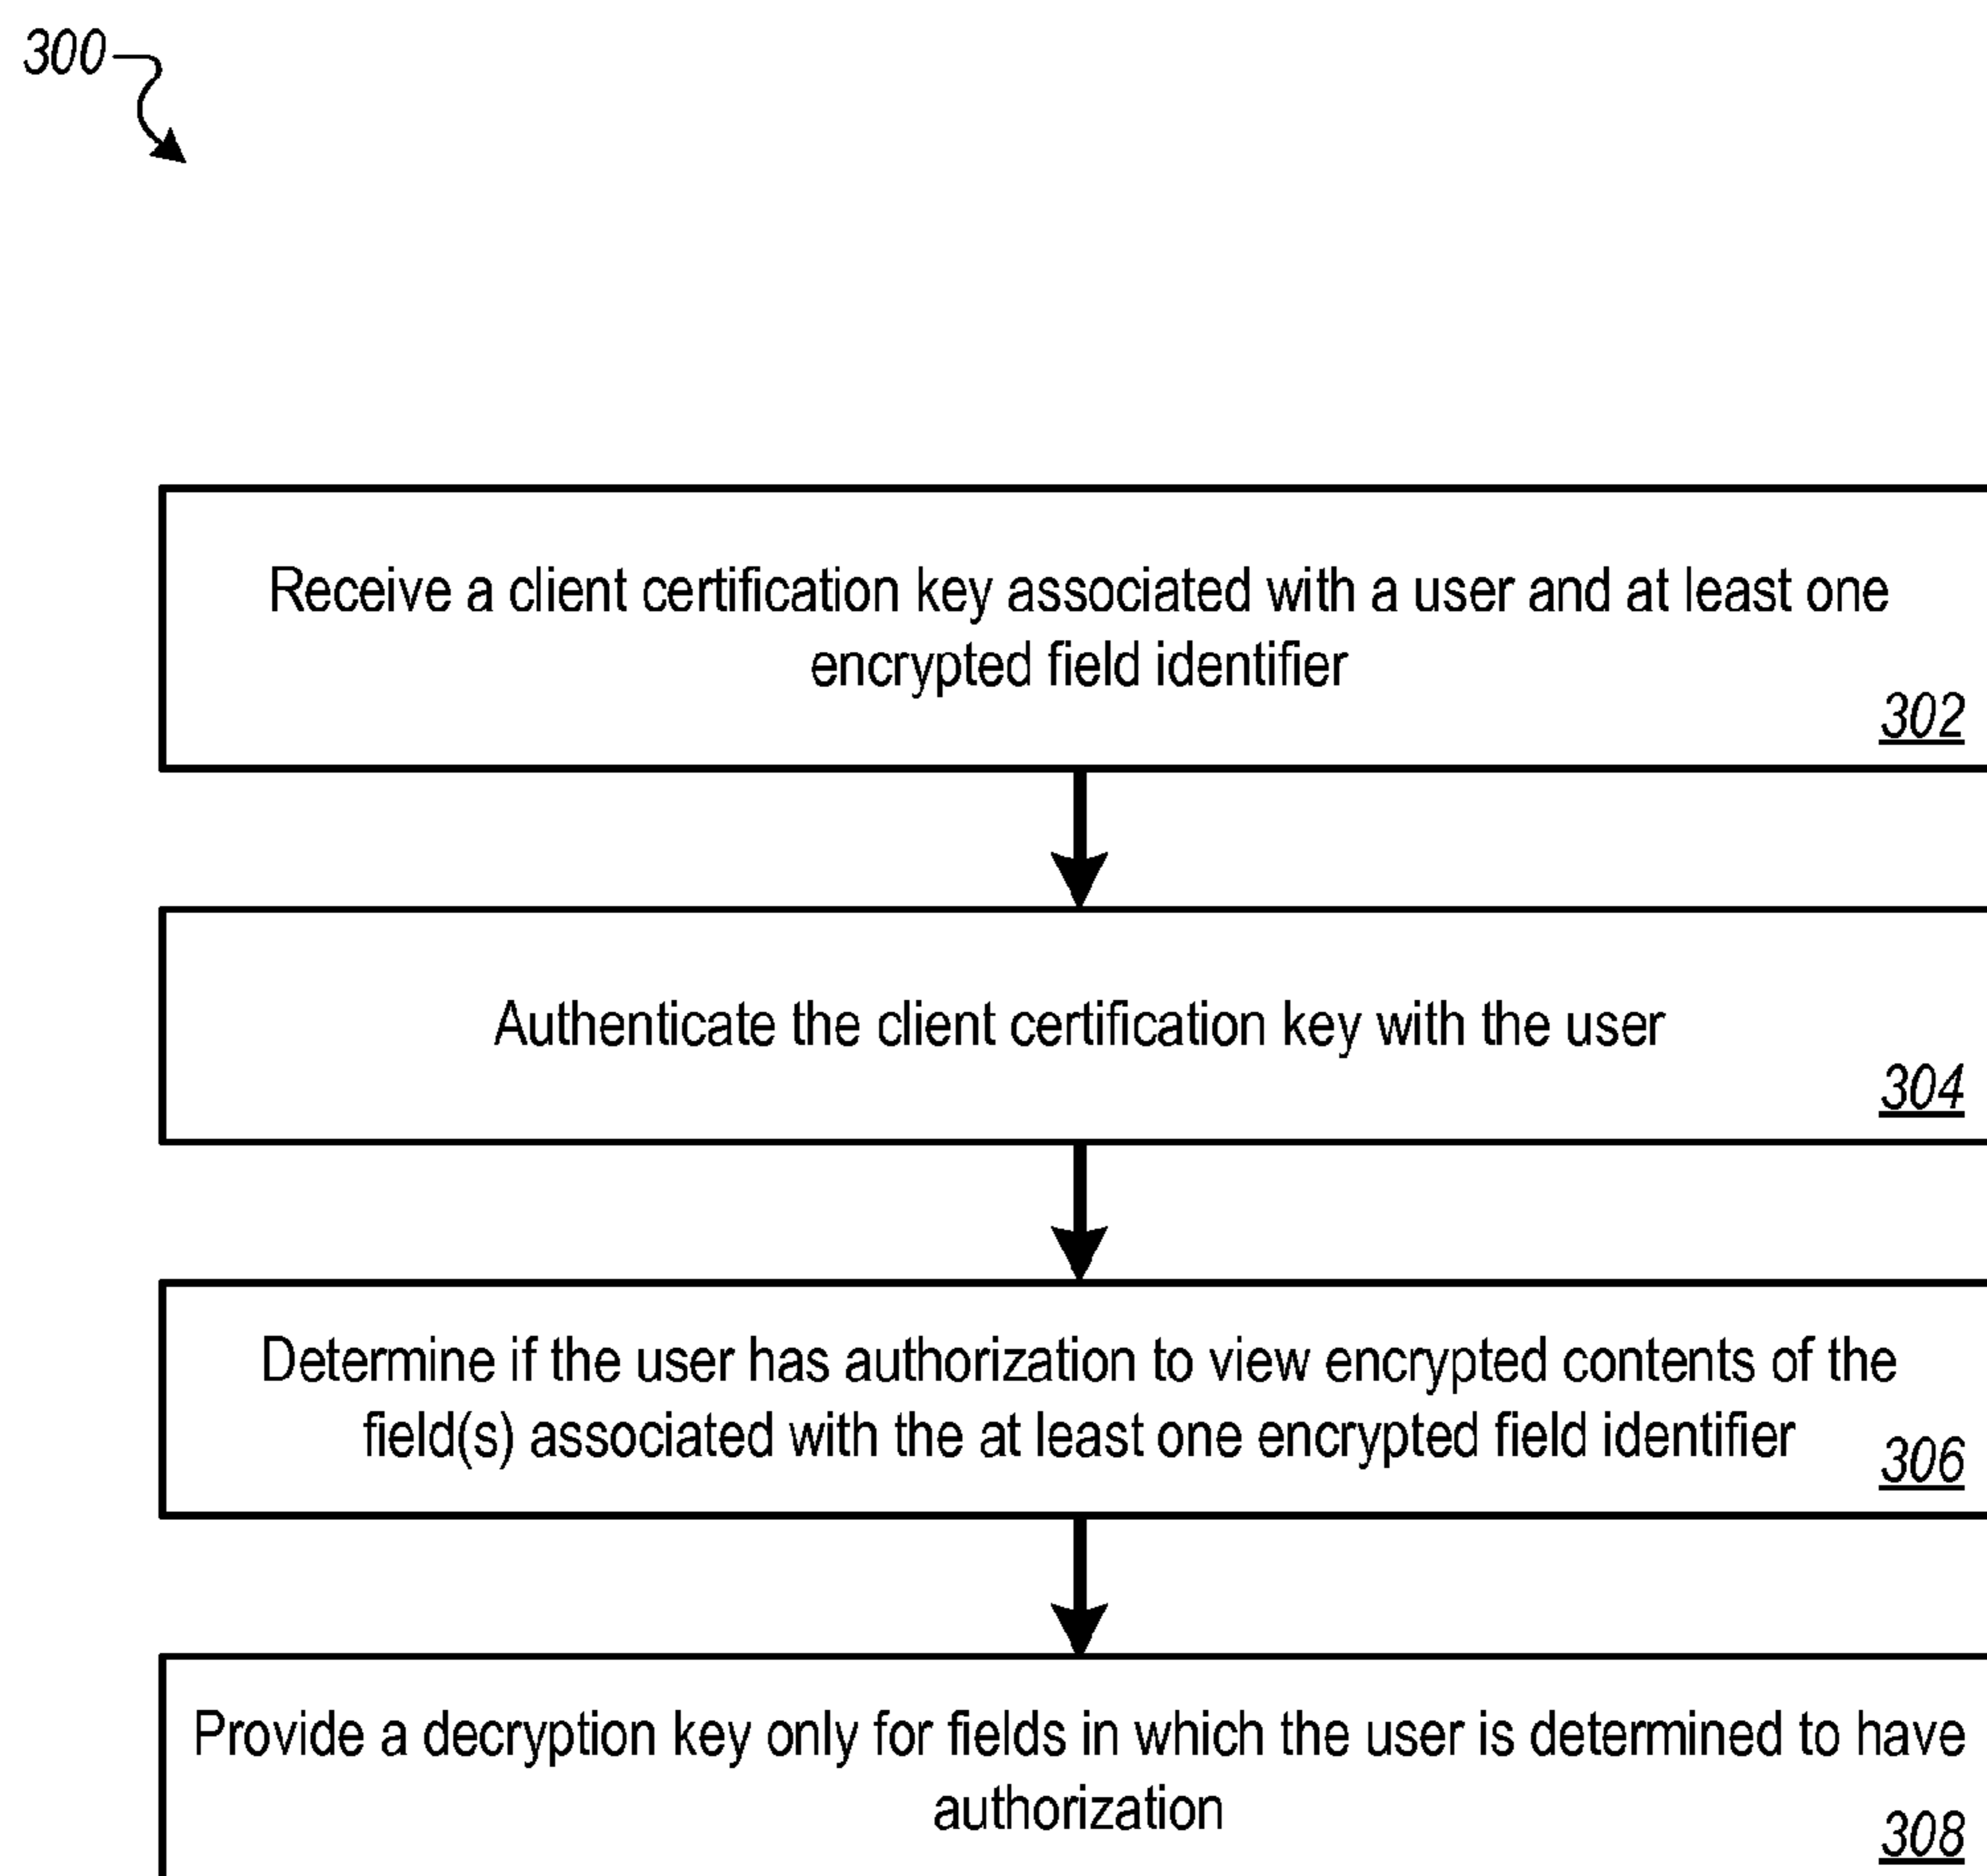 300
Receive a client certification key associated with a user and at least one
encrypted field identifier
302
Authenticate the client certification key with the user
304
Determine if the user has authorization to view encrypted contents of the
field(s) associated with the at least one encrypted field identifier
306
Provide a decryption key only for fields in which the user is determined to have
authorization
308